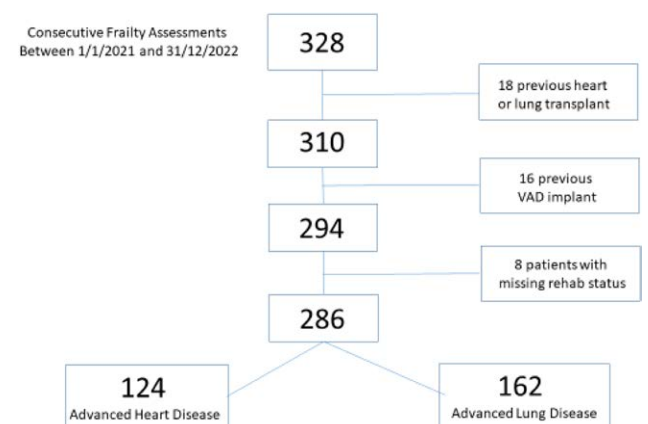 Consecutive Frailty Assessments
Between 1/1/2021 and 31/12/2022
328
18 previous heart
or lung transplant
310
16 previous
VAD implant
294
8 patients with
missing rehab status
286
124
Advanced Heart Disease
162
Advanced Lung Disease